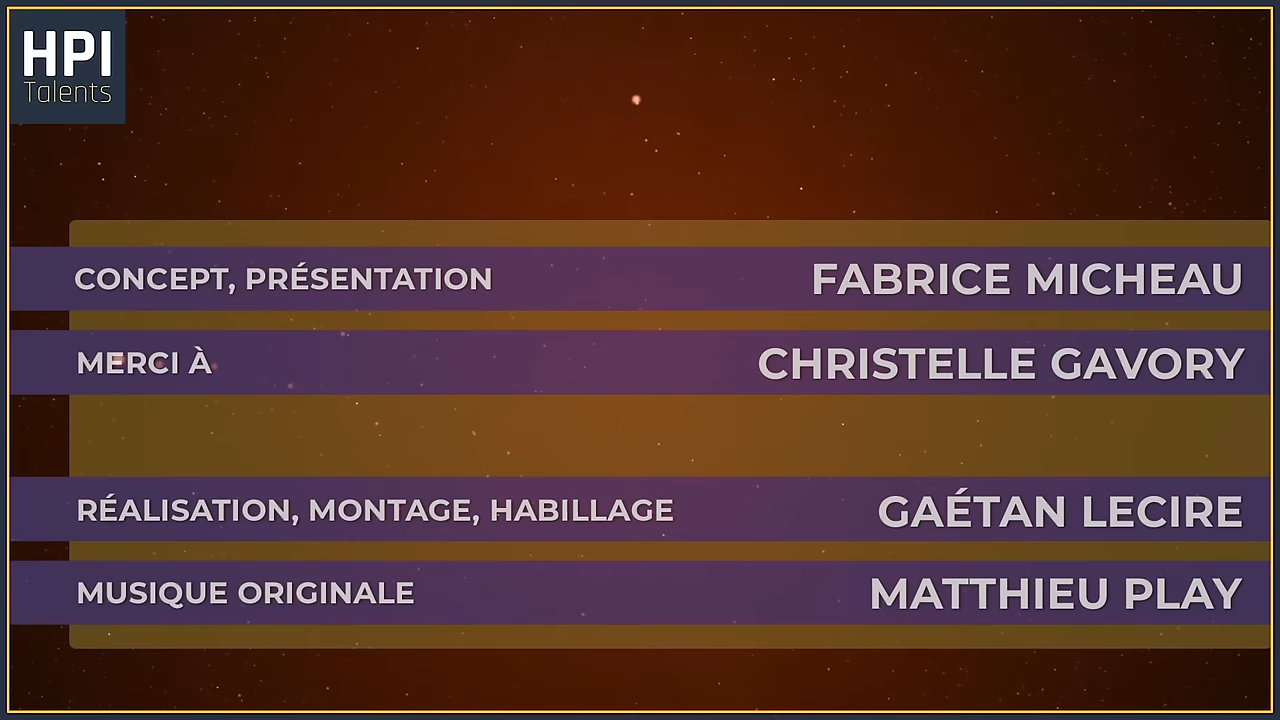 HPI
Talents
CONCEPT, PRÉSENTATION FABRICE MICHEAU
MERCI À CHRISTELLE GAVORY
RÉALISATION, MONTAGE, HABILLAGE GAÉTAN LECIRE
MUSIQUE ORIGINALE MATTHIEU PLAY